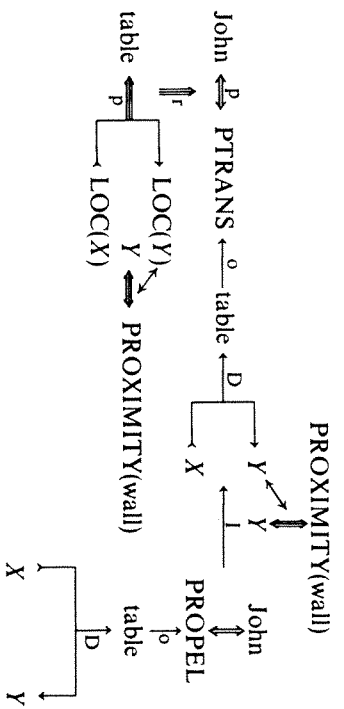 PROXIMITY(wall)
Y Y John
John p PTRANS o table D X I PROPEL
r o
LOC(Y) table
table p Y PROXIMITY(wall) D
LOC(X)
X Y